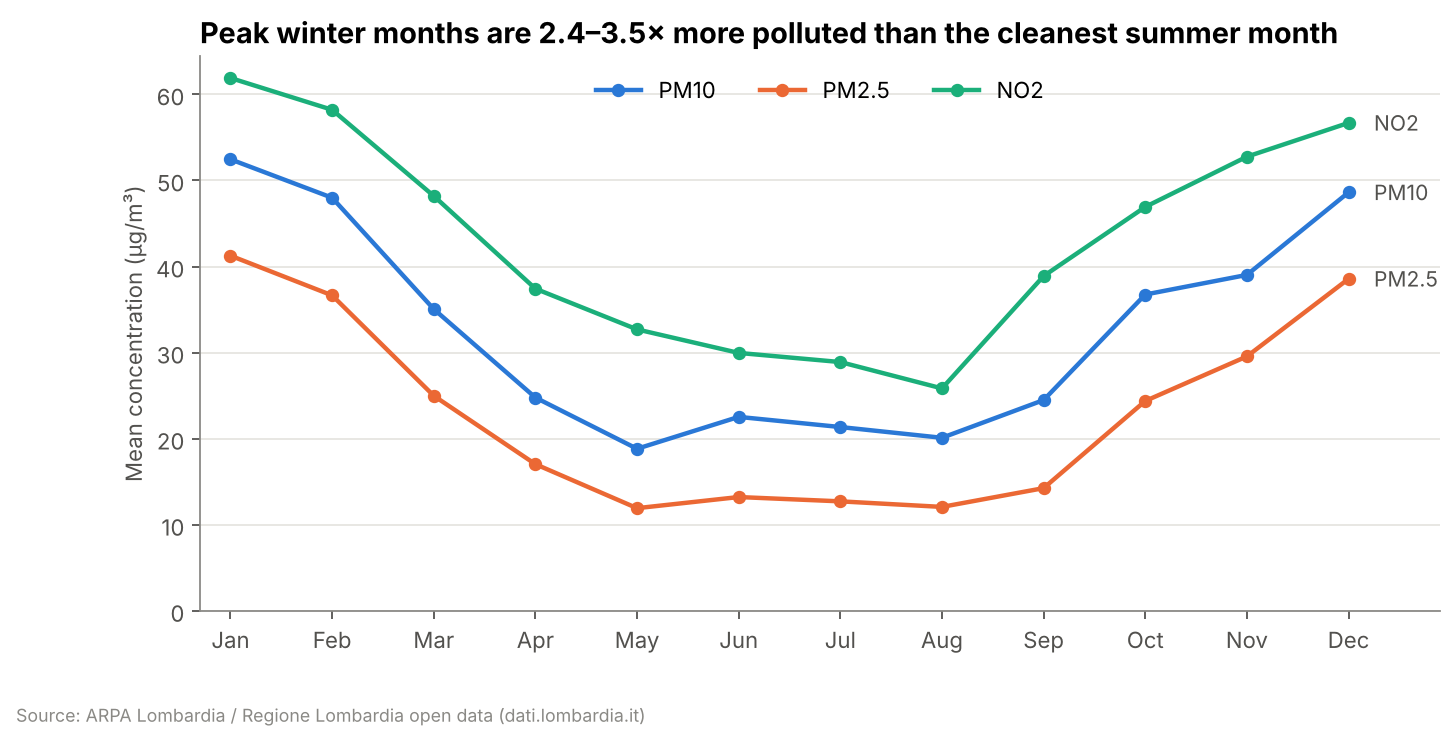 Peak winter months are 2.4–3.5× more polluted than the cleanest summer month
PM10 PM2.5 NO2
Mean concentration (µg/m³)
60
50
40
30
20
10
0
NO2
PM10
PM2.5
Jan Feb Mar Apr May Jun Jul Aug Sep Oct Nov Dec
Source: ARPA Lombardia / Regione Lombardia open data (dati.lombardia.it)